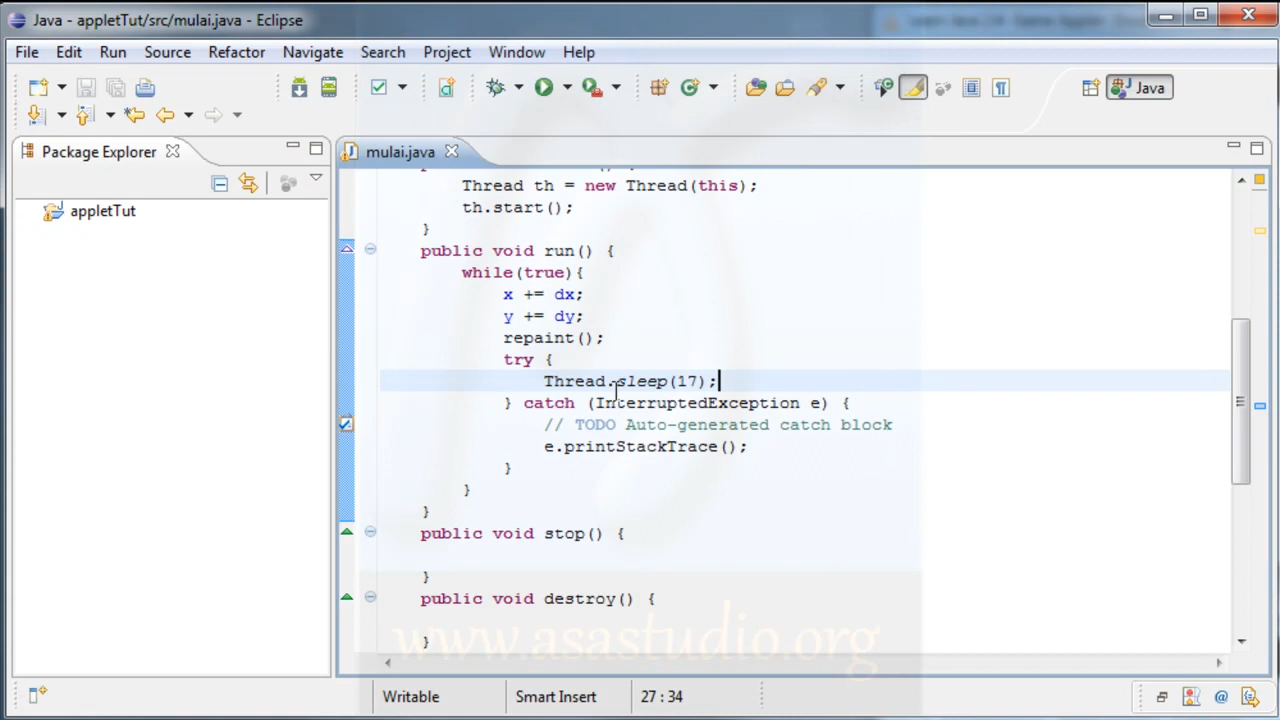 Java - appletTut/src/mulai.java - Eclipse
File Edit Run Source Refactor Navigate Search Project Window Help
Java
Package Explorer
mulai.java
appletTut
Thread th = new Thread(this);
th.start();
}
public void run() {
while(true){
x += dx;
y += dy;
repaint();
try {
Thread.sleep(17);
} catch (InterruptedException e) {
// TODO Auto-generated catch block
e.printStackTrace();
}
}
}
public void stop() {
}
public void destroy() {
}
www.asastudio.org
Writable Smart Insert 27 : 34